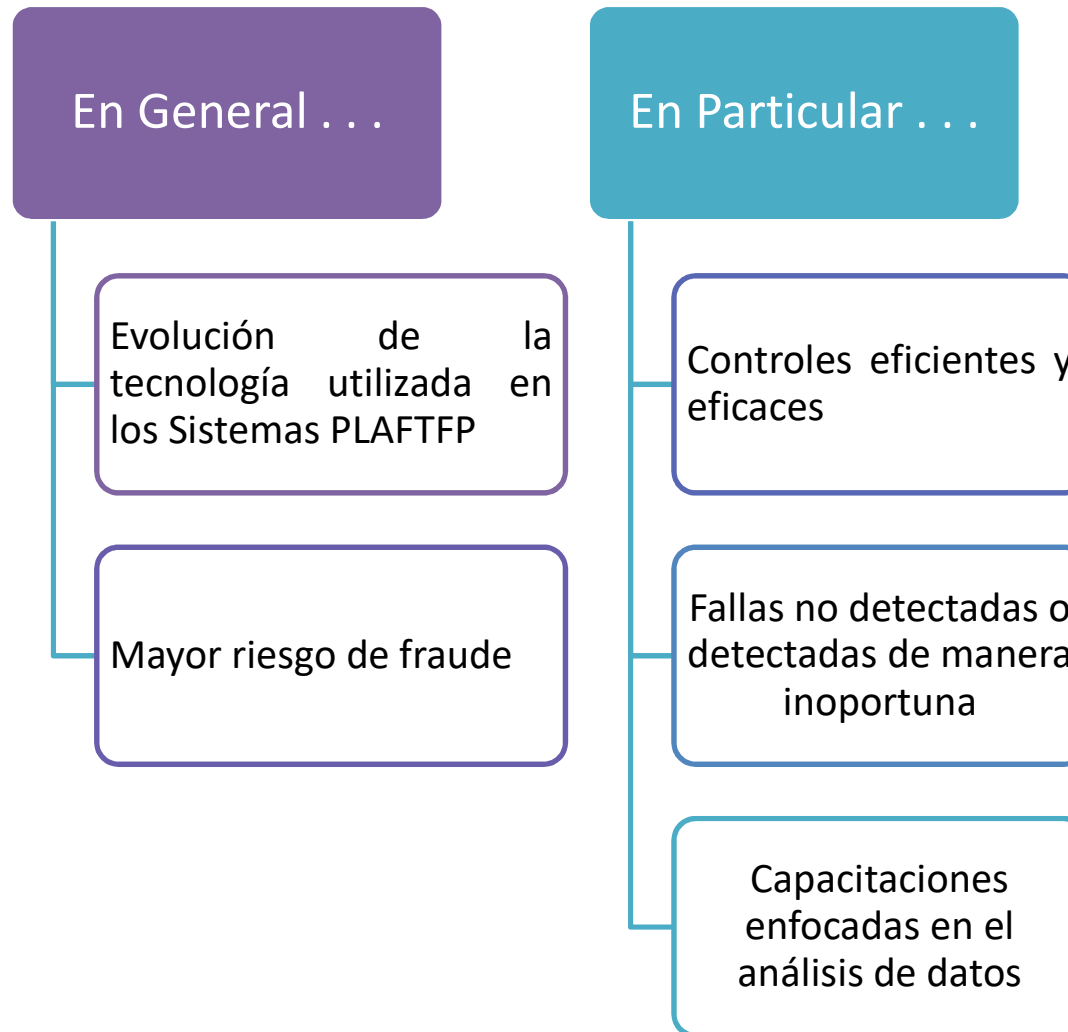 En General . . .
Evolución de la
tecnología utilizada en
los Sistemas PLAFTFP
Mayor riesgo de fraude
En Particular . . .
Controles eficientes y
eficaces
Fallas no detectadas o
detectadas de manera
inoportuna
Capacitaciones
enfocadas en el
análisis de datos